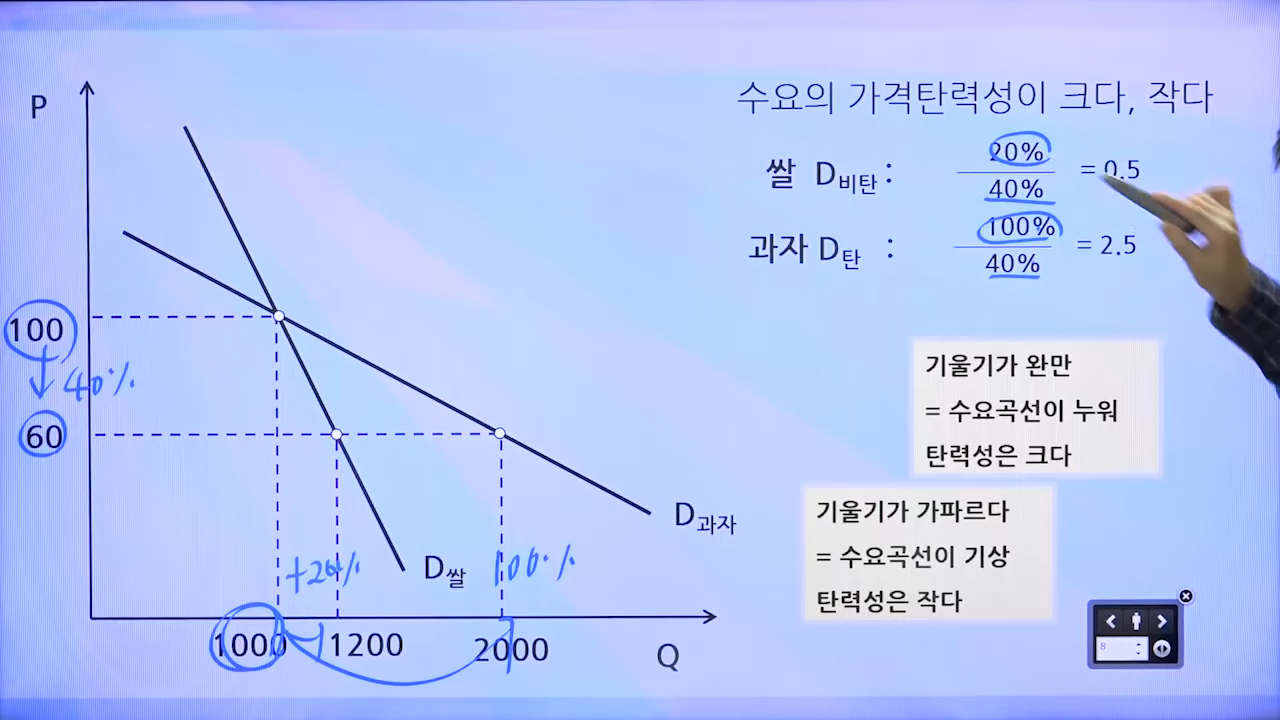 수요의 가격탄력성이 크다, 작다
P
쌀 D비탄 : 20% / 40% = 0.5
과자 D탄 : 100% / 40% = 2.5
100
40%
60
기울기가 완만
= 수요곡선이 누워
탄력성은 크다
기울기가 가파르다
= 수요곡선이 기상
탄력성은 작다
D과자
D쌀
+20%
100%
1000
1200
2000
Q
8